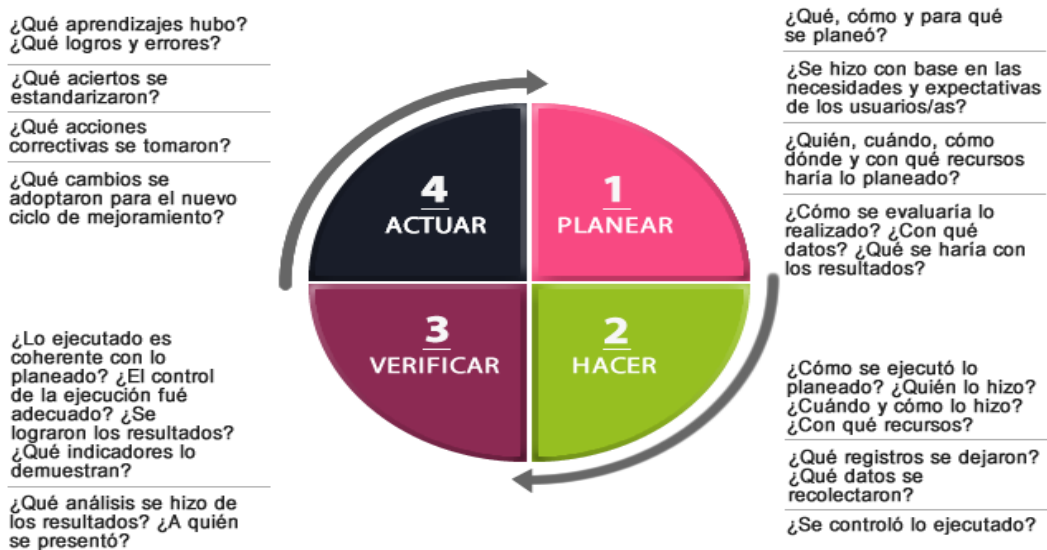 ¿Qué aprendizajes hubo?
¿Qué logros y errores?
¿Qué aciertos se
estandarizaron?
¿Qué acciones
correctivas se tomaron?
¿Qué cambios se
adoptaron para el nuevo
ciclo de mejoramiento?
4
ACTUAR
1
PLANEAR
¿Qué, cómo y para qué
se planeó?
¿Se hizo con base en las
necesidades y expectativas
de los usuarios/as?
¿Quién, cuándo, cómo
dónde y con qué recursos
haría lo planeado?
¿Cómo se evaluaría lo
realizado? ¿Con qué
datos? ¿Qué se haría con
los resultados?
¿Lo ejecutado es
coherente con lo
planeado? ¿El control
de la ejecución fué
adecuado? ¿Se
lograron los resultados?
¿Qué indicadores lo
demuestran?
¿Qué análisis se hizo de
los resultados? ¿A quién
se presentó?
3
VERIFICAR
2
HACER
¿Cómo se ejecutó lo
planeado? ¿Quién lo hizo?
¿Cuándo y cómo lo hizo?
¿Con qué recursos?
¿Qué registros se dejaron?
¿Qué datos se
recolectaron?
¿Se controló lo ejecutado?